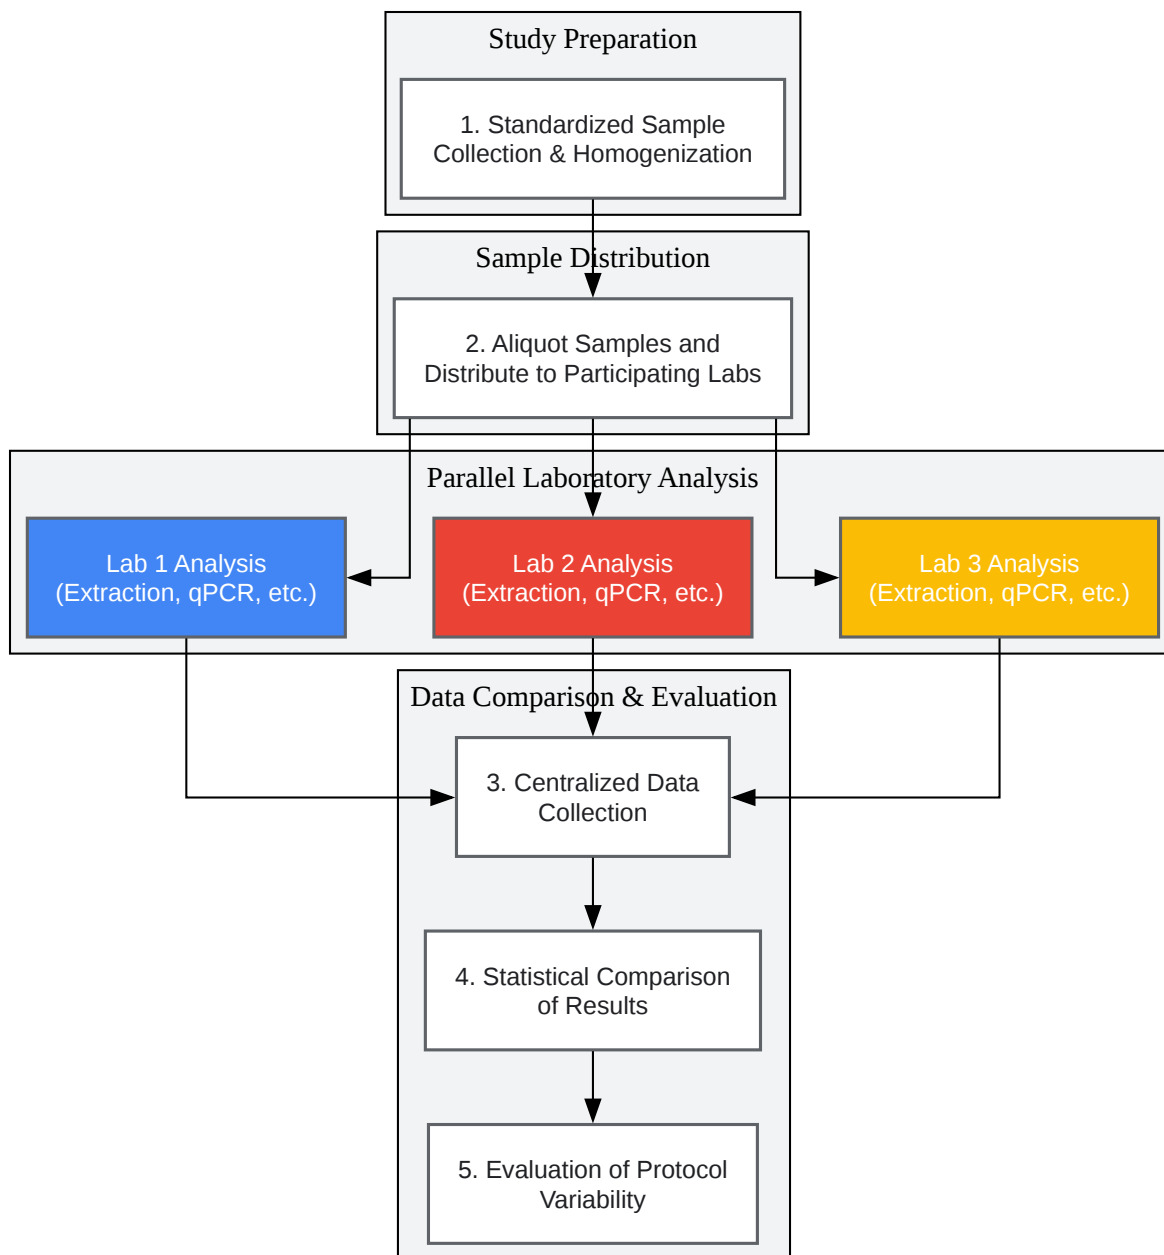 Study Preparation
1. Standardized Sample
Collection & Homogenization
Sample Distribution
2. Aliquot Samples and
Distribute to Participating Labs
Parallel Laboratory Analysis
Lab 1 Analysis
(Extraction, qPCR, etc.)
Lab 2 Analysis
(Extraction, qPCR, etc.)
Lab 3 Analysis
(Extraction, qPCR, etc.)
Data Comparison & Evaluation
3. Centralized Data
Collection
4. Statistical Comparison
of Results
5. Evaluation of Protocol
Variability